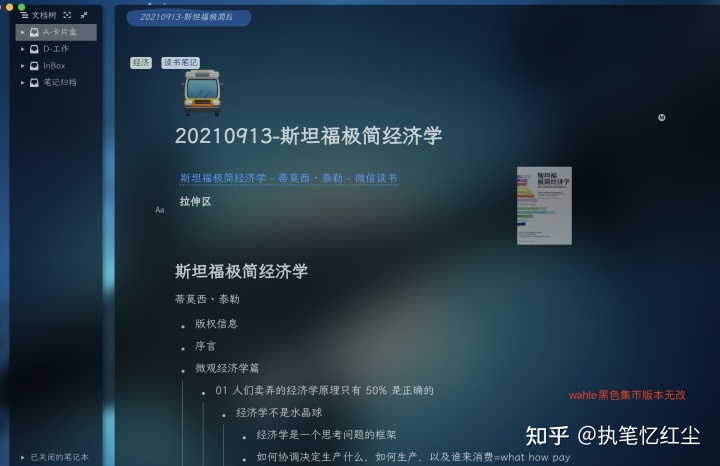 文档树
A-卡片盒
D-工作
InBox
笔记归档
已关闭的笔记本
20210913-斯坦福极简经
经济 读书笔记
20210913-斯坦福极简经济学
斯坦福极简经济学 - 蒂莫西・泰勒 - 微信读书
拉伸区
Aa
M
斯坦福
极简经济学
斯坦福极简经济学
蒂莫西・泰勒
版权信息
序言
微观经济学篇
01 人们卖弄的经济学原理只有 50% 是正确的
经济学不是水晶球
经济学是一个思考问题的框架
如何协调决定生产什么，如何生产，以及谁来消费=what how pay
wahle黑色集市版本无改
知乎 @执笔忆红尘